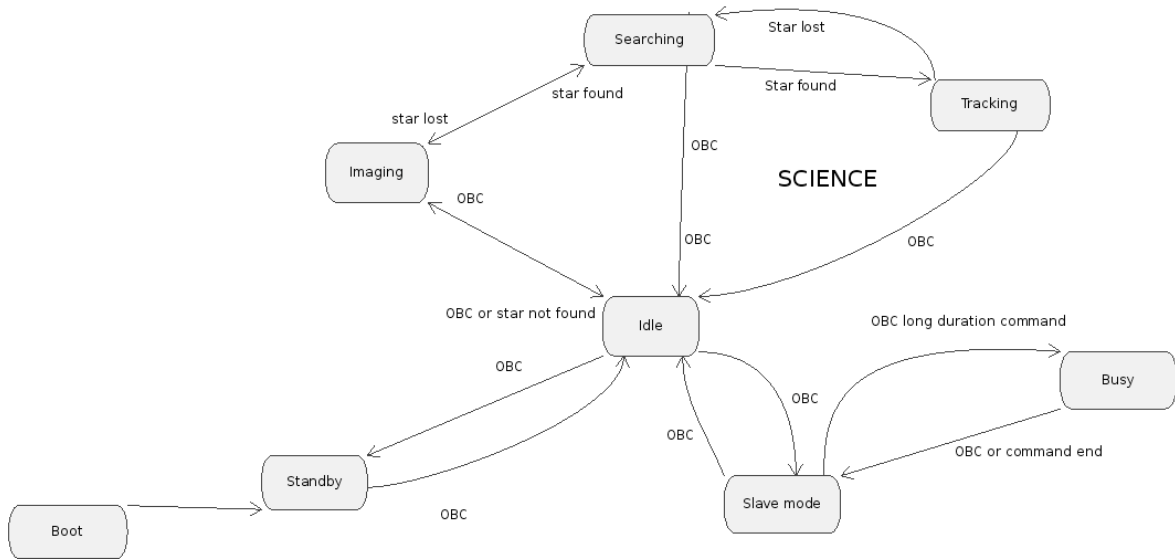 Searching
Star lost
star found
Star found
Tracking
star lost
OBC
Imaging
SCIENCE
OBC
OBC
OBC
OBC or star not found
Idle
OBC long duration command
OBC
OBC
Busy
OBC
OBC or command end
Standby
Slave mode
OBC
Boot